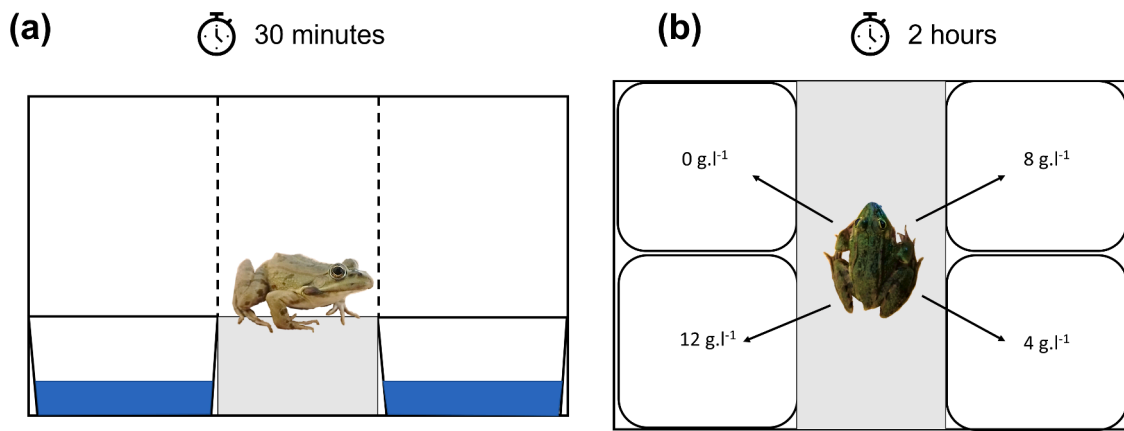 (a) 30 minutes
(b) 2 hours
0 g.l⁻¹
8 g.l⁻¹
12 g.l⁻¹
4 g.l⁻¹